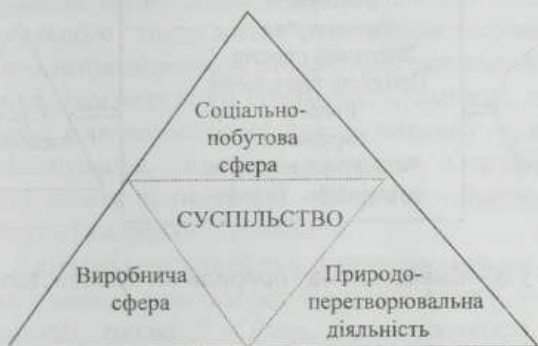 Соціально-
побутова
сфера
СУСПІЛЬСТВО
Виробнича
сфера
Природо-
перетворювальна
діяльність